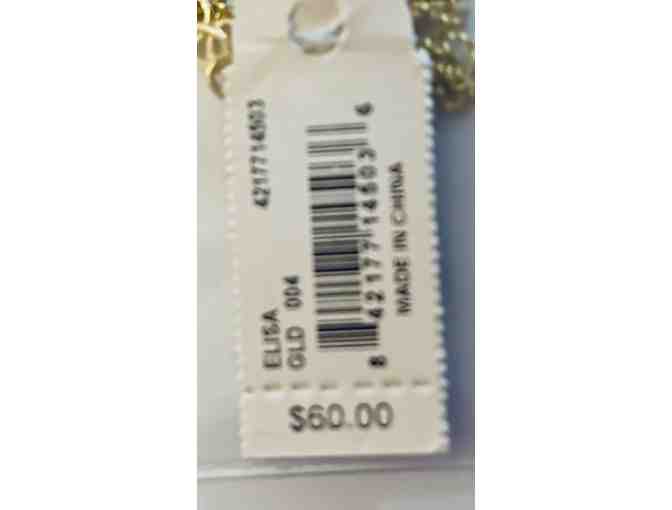 ELISA 4217714503
GLD 004
8 42177 14503 6
MADE IN CHINA
$60.00